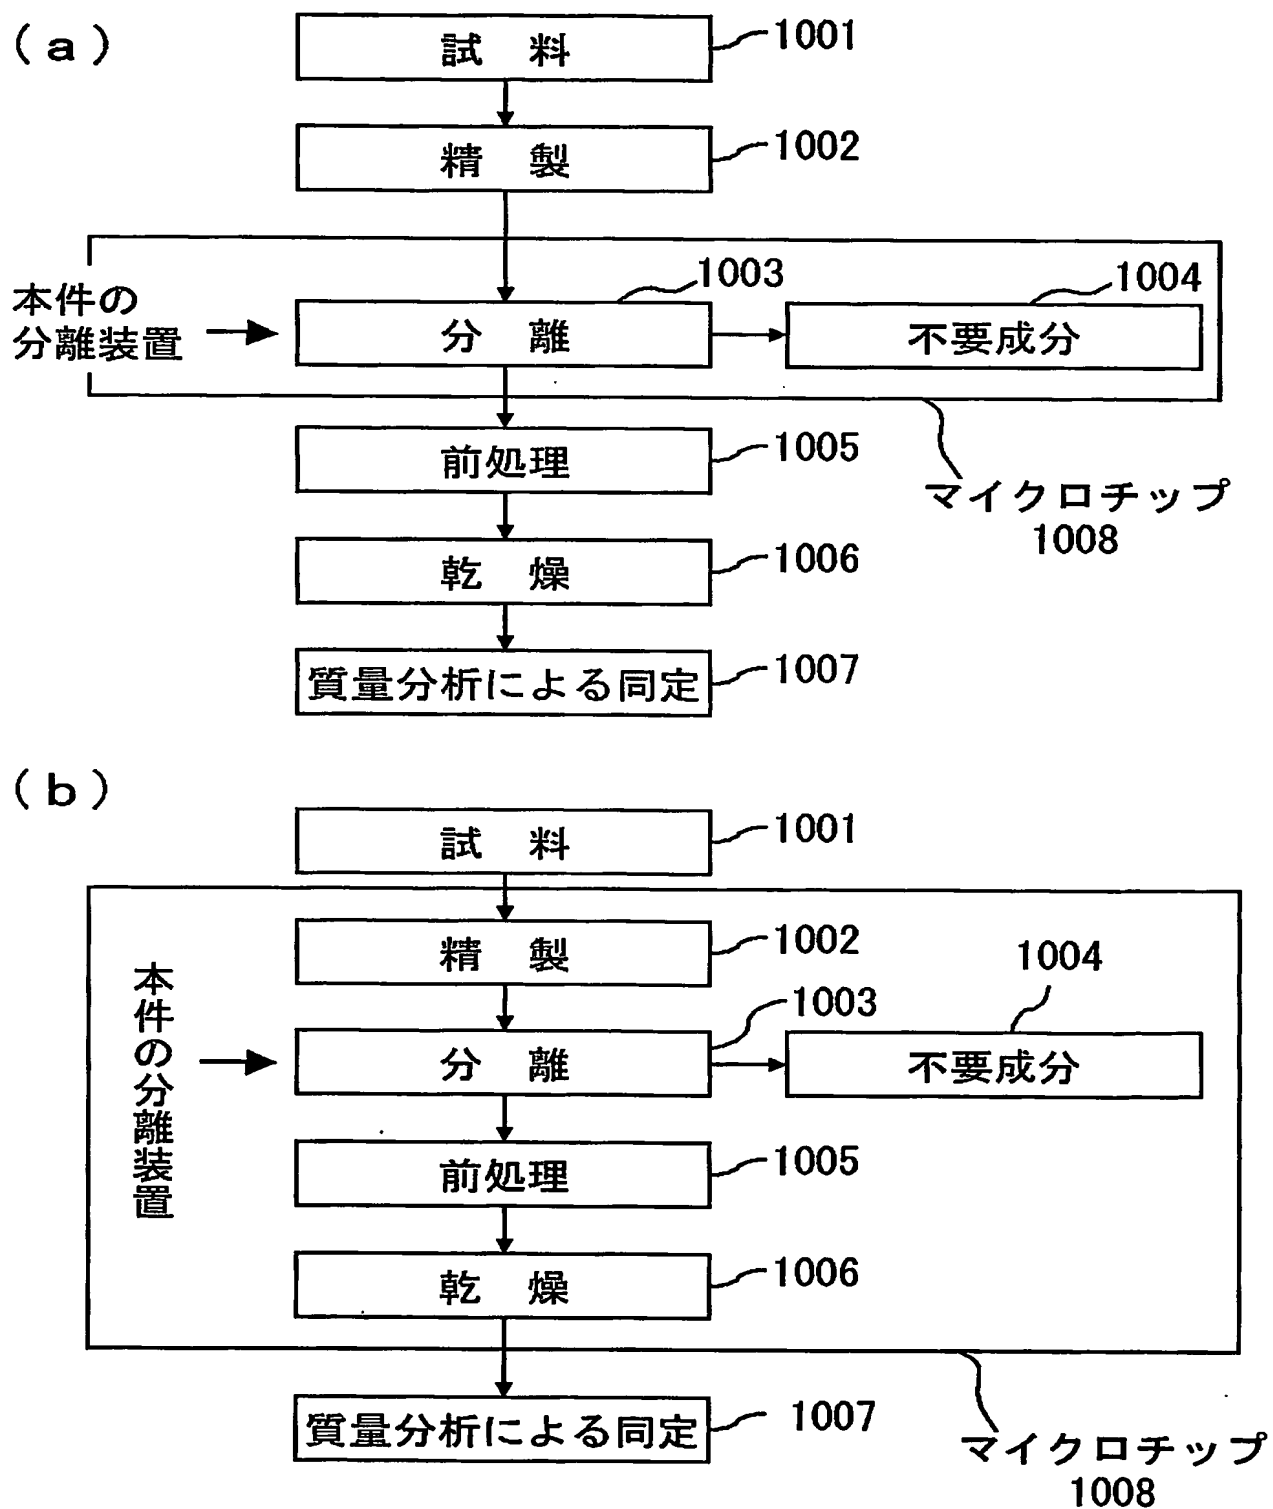 (a)
試 料
1001
精 製
1002
本件の
分離装置
分 離
1003
不要成分
1004
前処理
1005
マイクロチップ
1008
乾 燥
1006
質量分析による同定
1007
(b)
試 料
1001
精 製
1002
本件の分離装置
分 離
1003
不要成分
1004
前処理
1005
乾 燥
1006
質量分析による同定
1007
マイクロチップ
1008